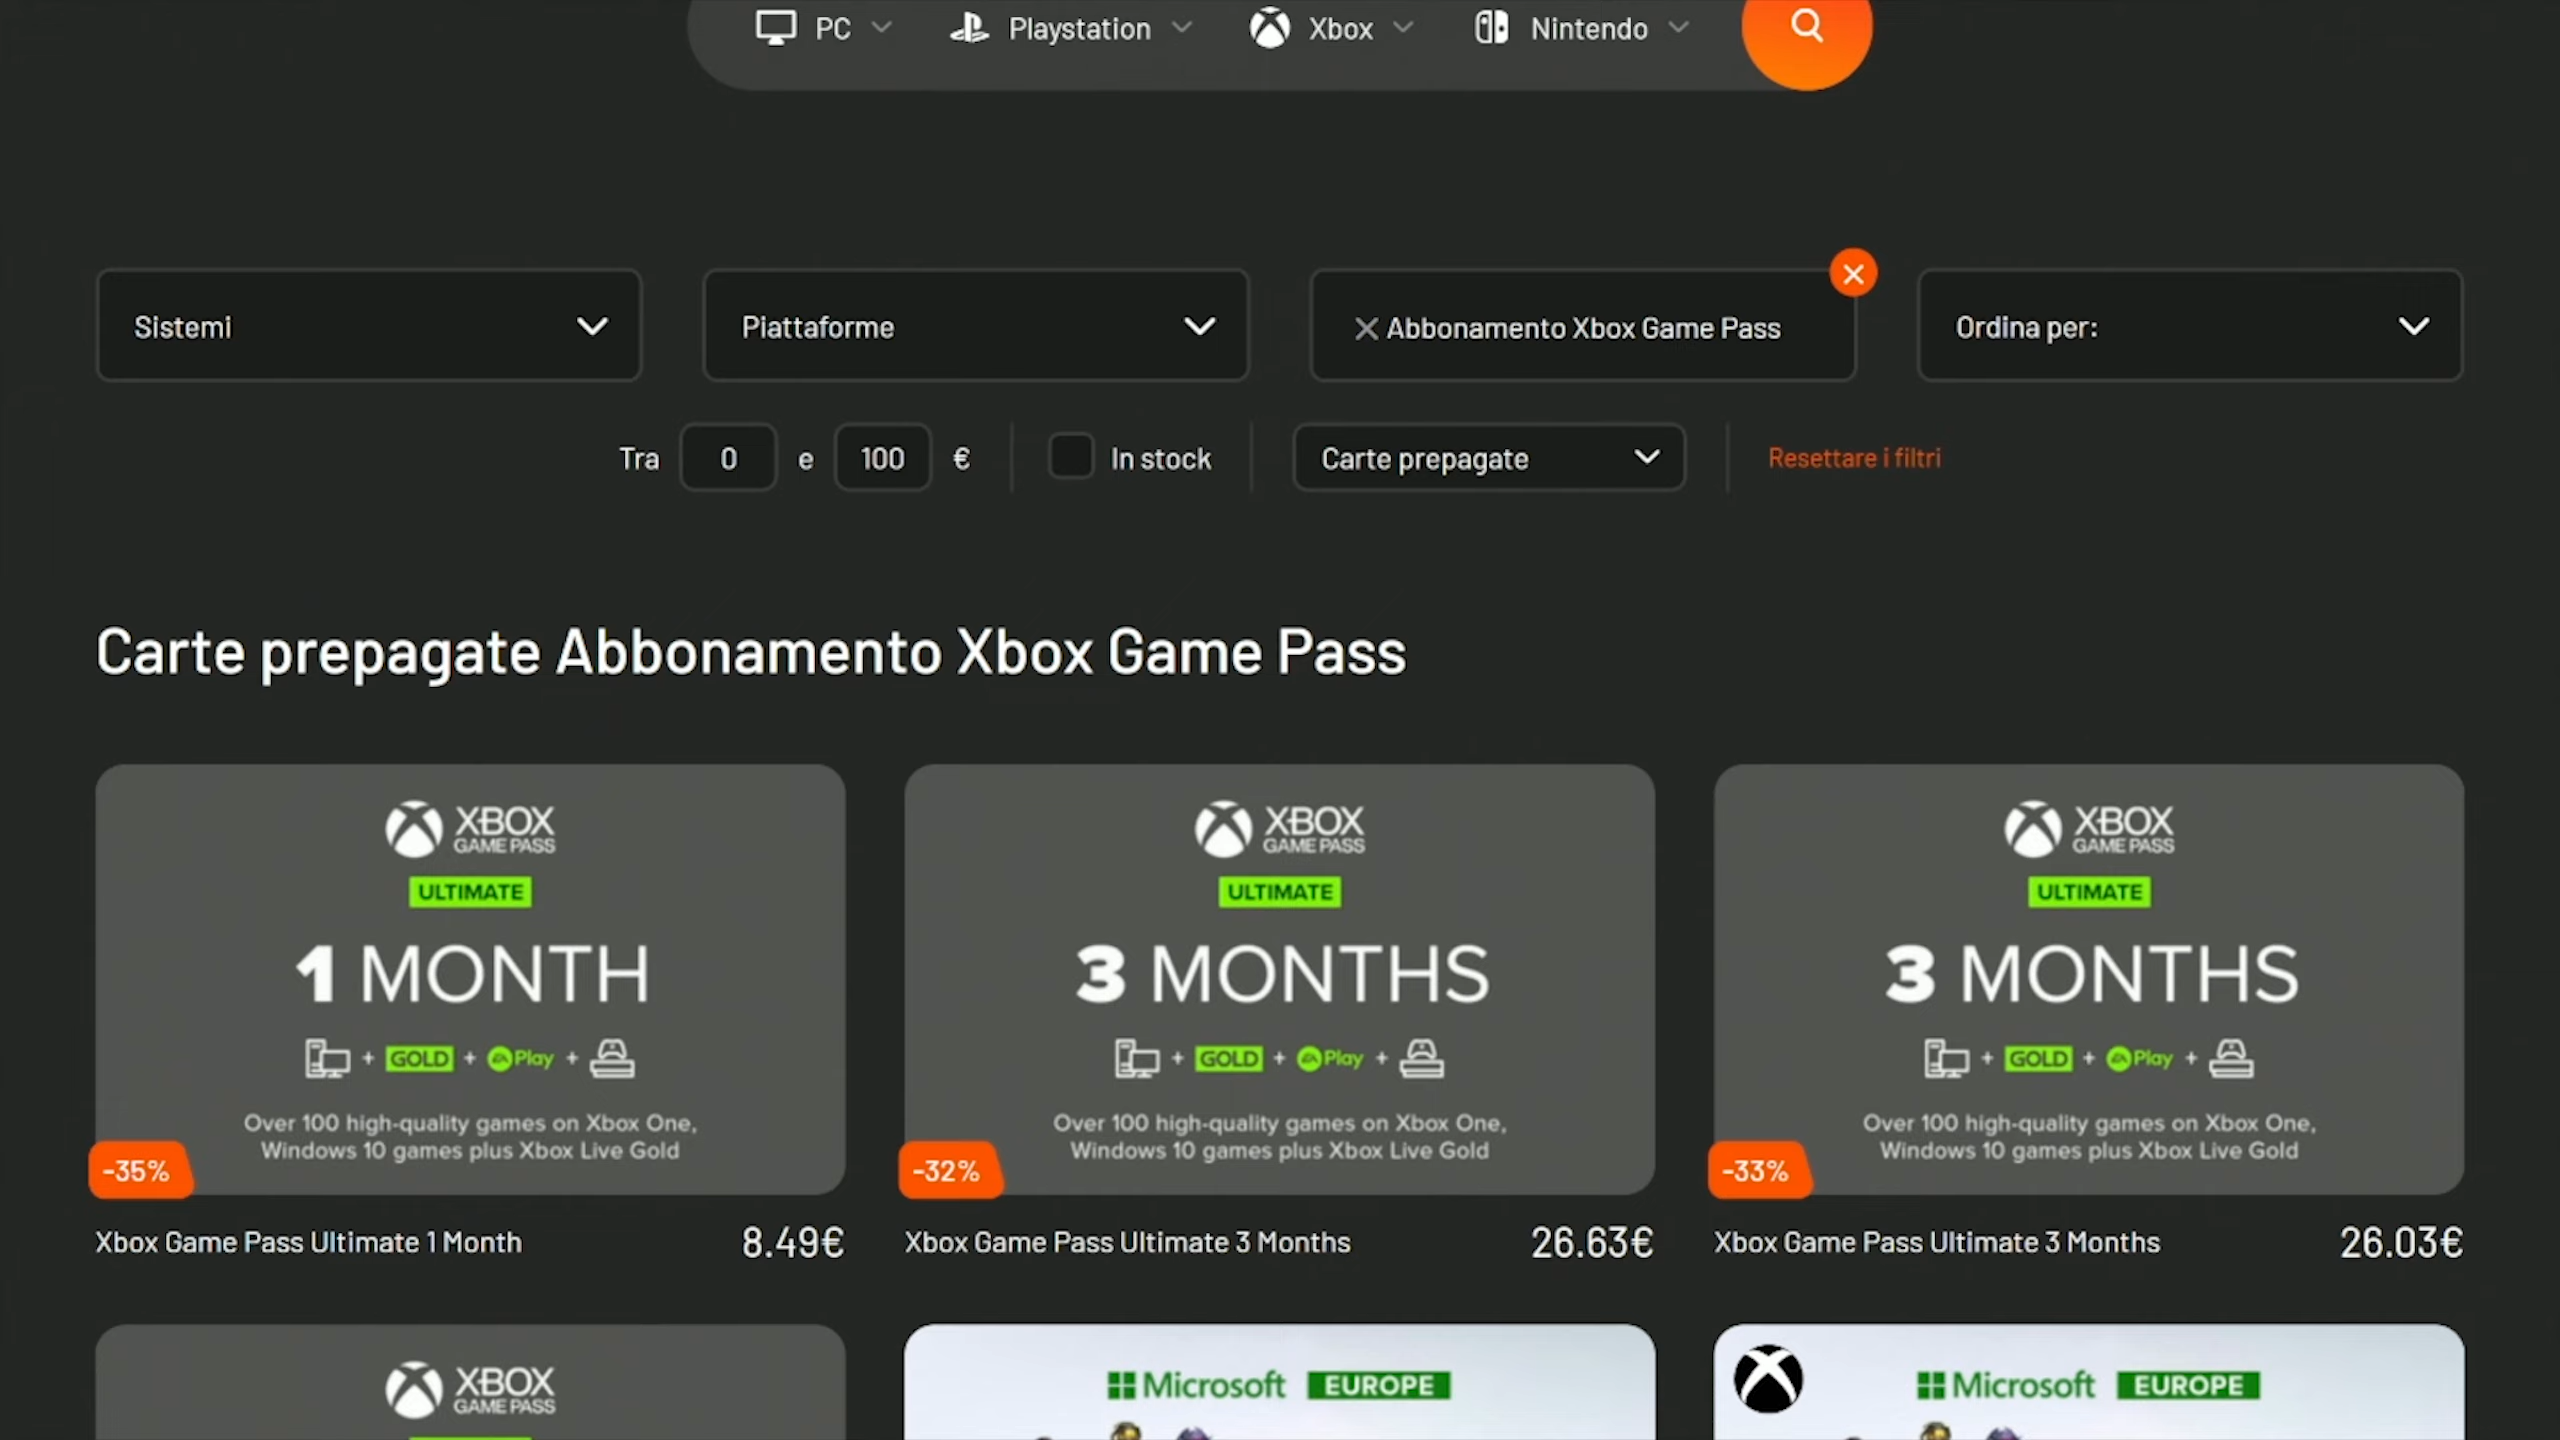 PC
Playstation
Xbox
Nintendo
Sistemi
Piattaforme
Abbonamento Xbox Game Pass
Ordina per:
Tra 0 e 100 €
In stock
Carte prepagate
Resettare i filtri
Carte prepagate Abbonamento Xbox Game Pass
XBOX
GAME PASS
ULTIMATE
1 MONTH
+ GOLD + EA Play +
Over 100 high-quality games on Xbox One,
Windows 10 games plus Xbox Live Gold
-35%
Xbox Game Pass Ultimate 1 Month
8.49€
XBOX
GAME PASS
ULTIMATE
3 MONTHS
+ GOLD + EA Play +
Over 100 high-quality games on Xbox One,
Windows 10 games plus Xbox Live Gold
-32%
Xbox Game Pass Ultimate 3 Months
26.63€
XBOX
GAME PASS
ULTIMATE
3 MONTHS
+ GOLD + EA Play +
Over 100 high-quality games on Xbox One,
Windows 10 games plus Xbox Live Gold
-33%
Xbox Game Pass Ultimate 3 Months
26.03€
XBOX
GAME PASS
Microsoft EUROPE
Microsoft EUROPE